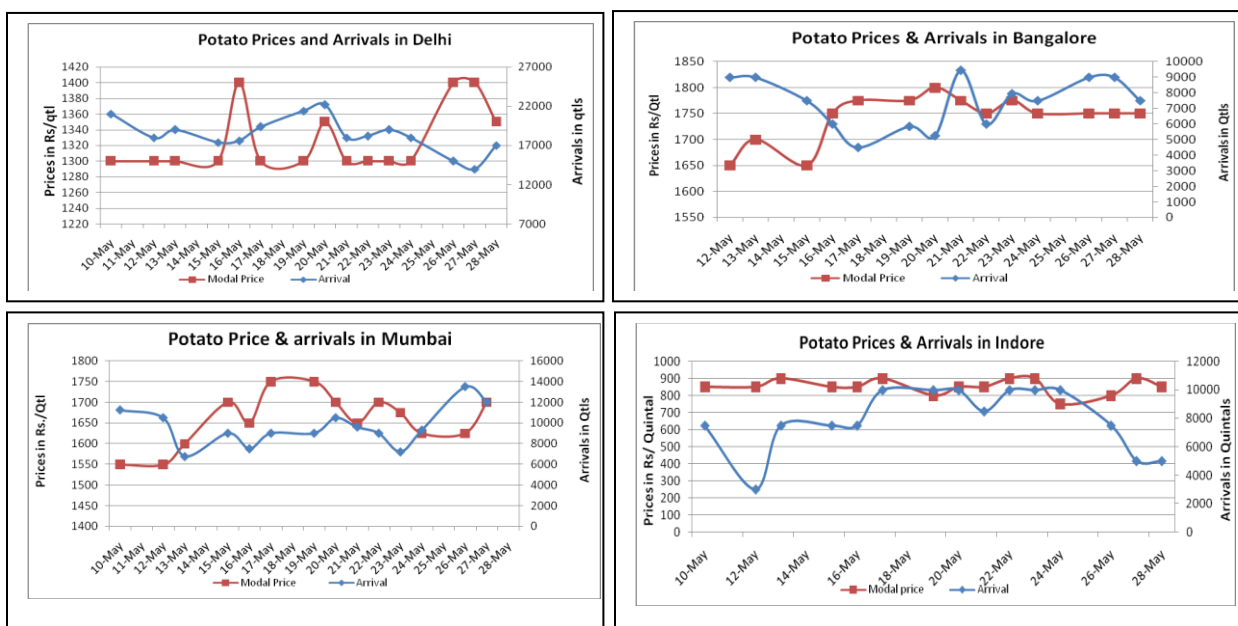 Potato Prices and Arrivals in Delhi
Prices in Rs/qtl
1420
1400
1380
1360
1340
1320
1300
1280
1260
1240
1220
27000
22000
17000
12000
7000
Arrivals in qtls
10-May
11-May
12-May
13-May
14-May
15-May
16-May
17-May
18-May
19-May
20-May
21-May
22-May
23-May
24-May
25-May
26-May
27-May
28-May
Modal Price
Arrival
Potato Prices & Arrivals in Bangalore
Prices in Rs/Qtl
1850
1800
1750
1700
1650
1600
1550
10000
9000
8000
7000
6000
5000
4000
3000
2000
1000
0
Arrivals in Qtls
12-May
13-May
14-May
15-May
16-May
17-May
18-May
19-May
20-May
21-May
22-May
23-May
24-May
25-May
26-May
27-May
28-May
Modal Price
Arrival
Potato Price & arrivals in Mumbai
Prices in Rs./Qtl
1800
1750
1700
1650
1600
1550
1500
1450
1400
16000
14000
12000
10000
8000
6000
4000
2000
0
Arrivals in Qtls
10-May
11-May
12-May
13-May
14-May
15-May
16-May
17-May
18-May
19-May
20-May
21-May
22-May
23-May
24-May
25-May
26-May
27-May
28-May
Modal Price
Arrival
Potato Prices & Arrivals in Indore
Prices in Rs/ Quintal
1000
900
800
700
600
500
400
300
200
100
0
12000
10000
8000
6000
4000
2000
0
Arrivals in Quintals
10-May
12-May
14-May
16-May
18-May
20-May
22-May
24-May
26-May
28-May
Modal price
Arrival